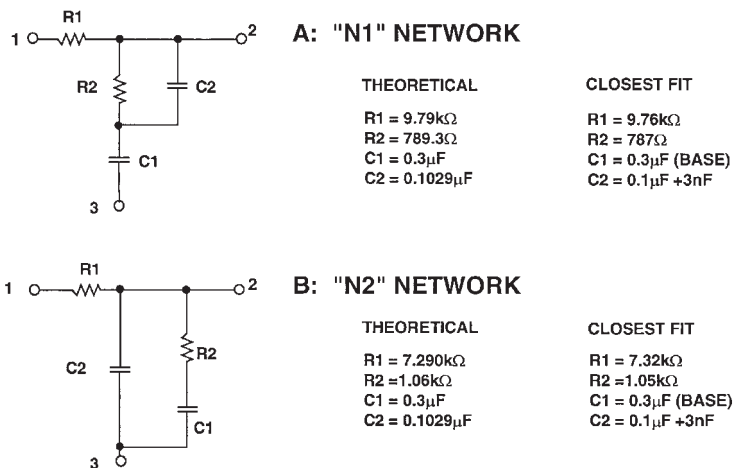 R1
1
2
R2
C2
C1
3
A: "N1" NETWORK
THEORETICAL
R1 = 9.79kΩ
R2 = 789.3Ω
C1 = 0.3µF
C2 = 0.1029µF
CLOSEST FIT
R1 = 9.76kΩ
R2 = 787Ω
C1 = 0.3µF (BASE)
C2 = 0.1µF +3nF
R1
1
2
C2
R2
C1
3
B: "N2" NETWORK
THEORETICAL
R1 = 7.290kΩ
R2 =1.06kΩ
C1 = 0.3µF
C2 = 0.1029µF
CLOSEST FIT
R1 = 7.32kΩ
R2 =1.05kΩ
C1 = 0.3µF (BASE)
C2 = 0.1µF +3nF